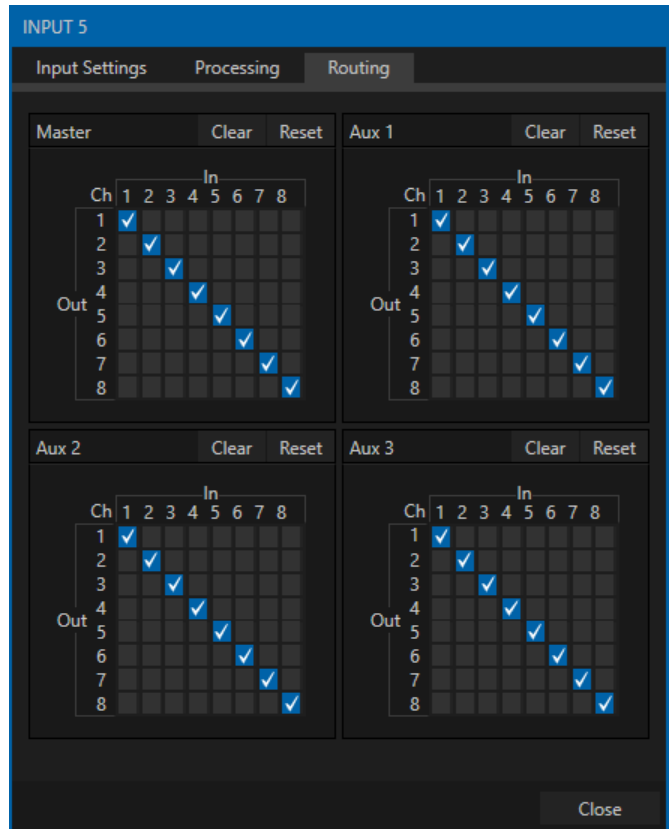 INPUT 5
Input Settings Processing Routing
Master Clear Reset
In
Ch 1 2 3 4 5 6 7 8
1
2
3
Out 4
5
6
7
8
Aux 1 Clear Reset
In
Ch 1 2 3 4 5 6 7 8
1
2
3
Out 4
5
6
7
8
Aux 2 Clear Reset
In
Ch 1 2 3 4 5 6 7 8
1
2
3
Out 4
5
6
7
8
Aux 3 Clear Reset
In
Ch 1 2 3 4 5 6 7 8
1
2
3
Out 4
5
6
7
8
Close